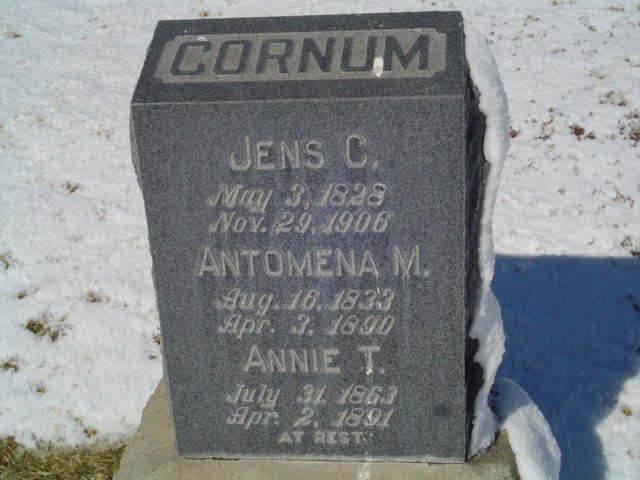 CORNUM
JENS C.
May 3, 1828
Nov. 29, 1906
ANTOMENA M.
Aug. 16, 1833
Apr. 3, 1890
ANNIE T.
July 31, 1863
Apr. 2, 1891
AT REST